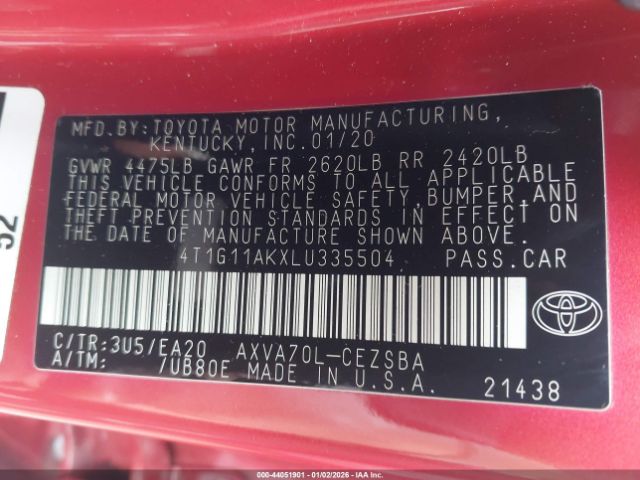 MFD.BY:TOYOTA MOTOR MANUFACTURING,
KENTUCKY, INC.01/20
GVWR 4475LB GAWR FR 2620LB RR 2420LB
THIS VEHICLE CONFORMS TO ALL APPLICABLE
FEDERAL MOTOR VEHICLE SAFETY,BUMPER,AND
THEFT PREVENTION STANDARDS IN EFFECT ON
THE DATE OF MANUFACTURE SHOWN ABOVE.
4T1G11AKXLU335504 PASS.CAR
C/TR:3U5/EA20 AXVA70L-CEZSBA
A/TM: /UB80E MADE IN U.S.A.
21438
52
000-44051901 - 01/02/2026 - IAAI.CA